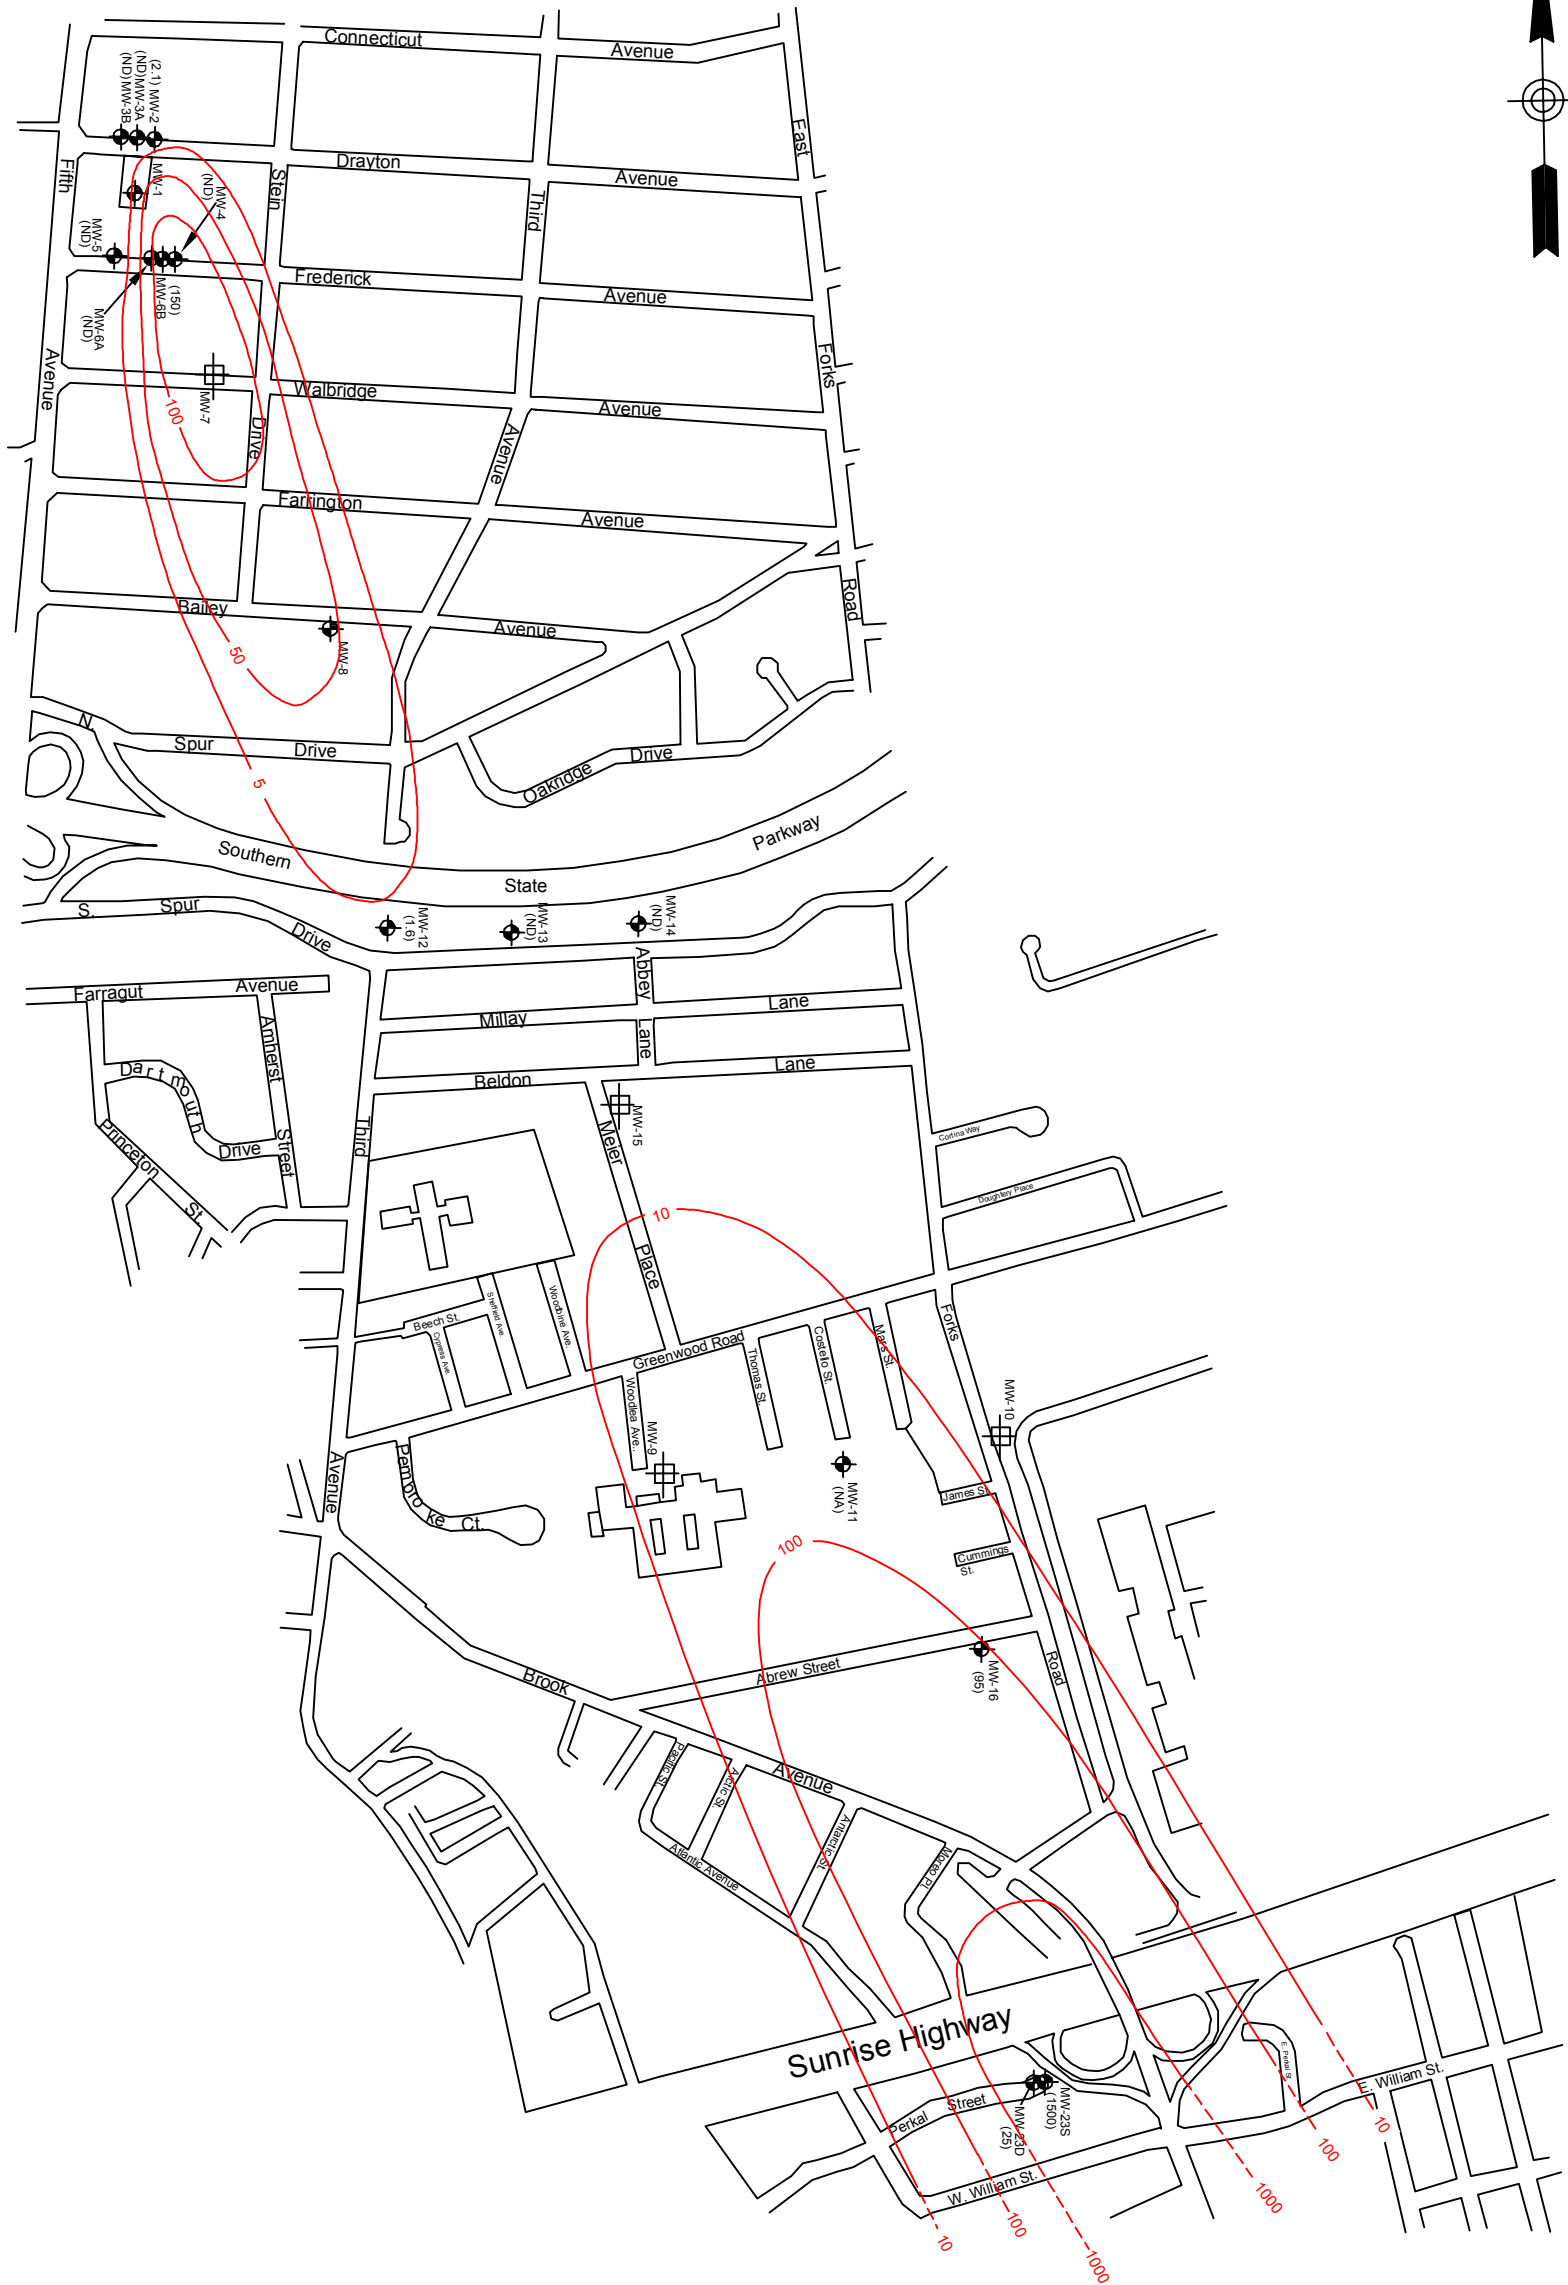 Connecticut
Avenue
(2.1) MW-2
(ND)MW-3A
(ND)MW-3B
East
Fifth
MW-1
Stein
Drayton
Avenue
MW-4
(ND)
Third
MW-5
(ND)
(150)
MW-6B
MW-6A
(ND)
Frederick
Avenue
Forks
Avenue
MW-7
100
Drive
Walbridge
Avenue
Avenue
Farrington
Avenue
Road
Bailey
Avenue
MW-8
50
N.
Spur
Drive
5
Oakridge
Drive
Southern
State
Parkway
S.
Spur
Drive
MW-12
(1.6)
MW-13
(ND)
MW-14
(ND)
Abbey
Lane
Farragut
Avenue
Amherst
Street
Millay
Lane
Beldon
Lane
Dartmouth
Drive
Princeton
St.
Third
Meier
Place
MW-15
Cortina Way
Doughlery Place
10
Beech St.
Cypress Ave.
Sheffield Ave.
Woodbine Ave.
Greenwood Road
Thomas St.
Costello St.
Mars St.
Forks
Woodlea Ave..
MW-9
MW-10
MW-11
(NA)
Pembroke Ct.
Avenue
James St.
100
Cummings
St.
Abrew Street
MW-16
(95)
Road
Brook
Avenue
Pacific St.
Arctic St.
Antarctic St.
Atlantic Avenue
Moreo Pl.
Sunrise Highway
Perkal Street
MW-23S
(1500)
MW-23D
(25)
E. Perkal St.
E. William St.
W. William St.
10
100
1000
10
100
1000